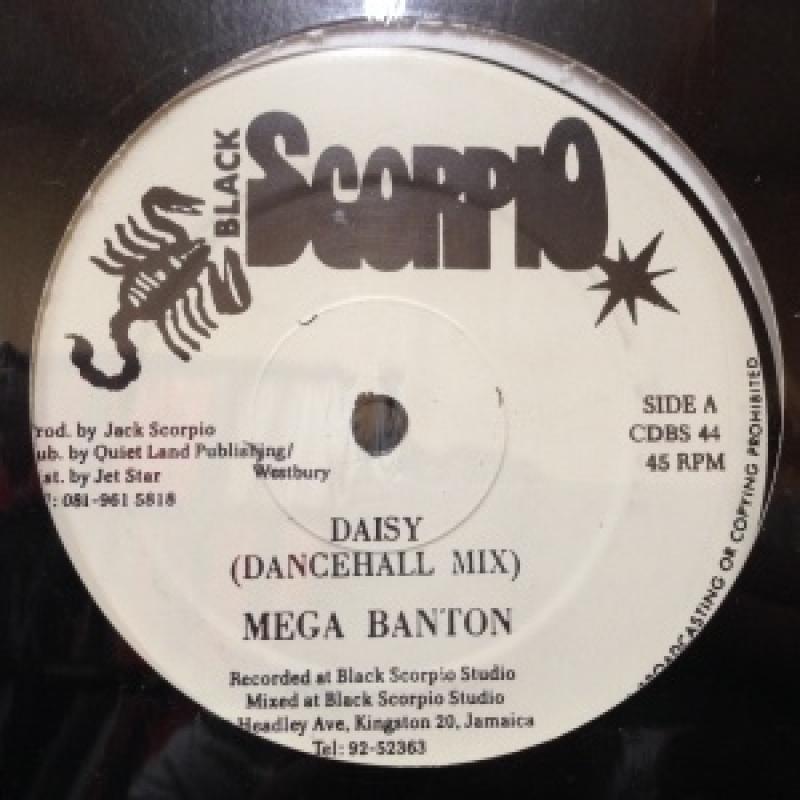 BLACK
SCORPIO
SIDE A
CDBS 44
45 RPM
rod. by Jack Scorpio
ub. by Quiet Land Publishing/
Westbury
st. by Jet Star
: 081-961 5818
DAISY
(DANCEHALL MIX)
MEGA BANTON
Recorded at Black Scorpio Studio
Mixed at Black Scorpio Studio
Headley Ave, Kingston 20, Jamaica
Tel: 92-52363
BROADCASTING OR COPYING PROHIBITED